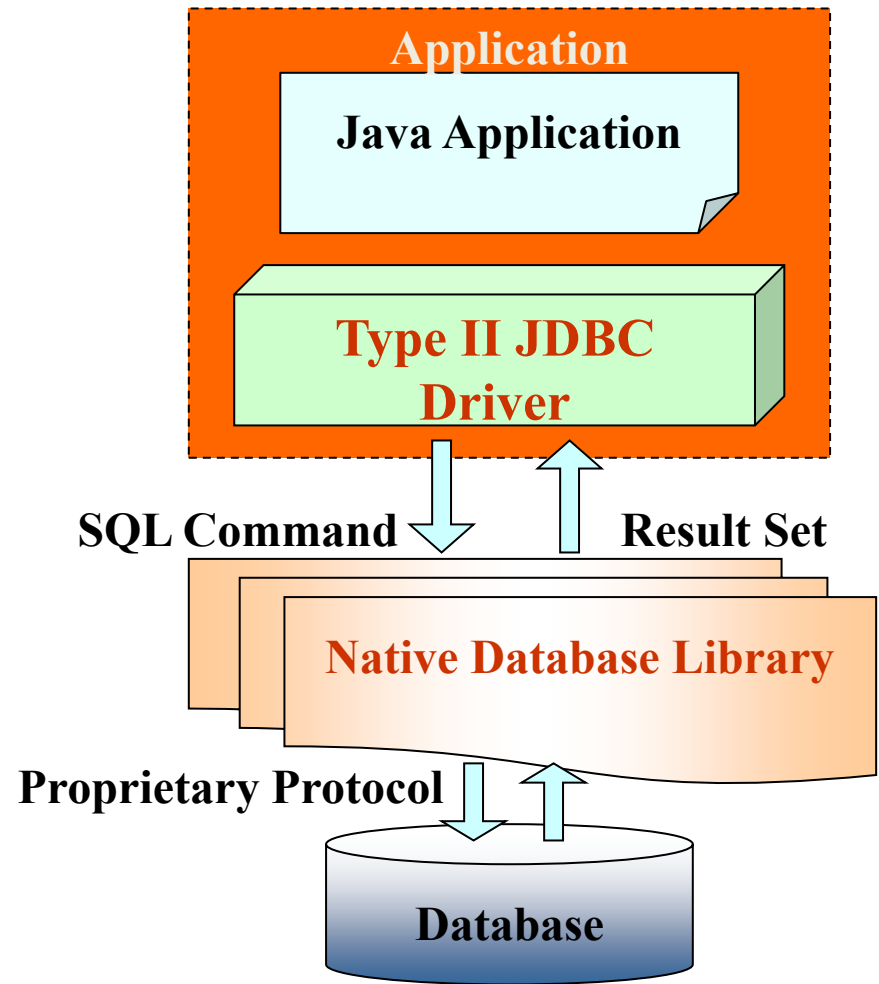 Application
Java Application
Type II JDBC
Driver
SQL Command
Result Set
Native Database Library
Proprietary Protocol
Database